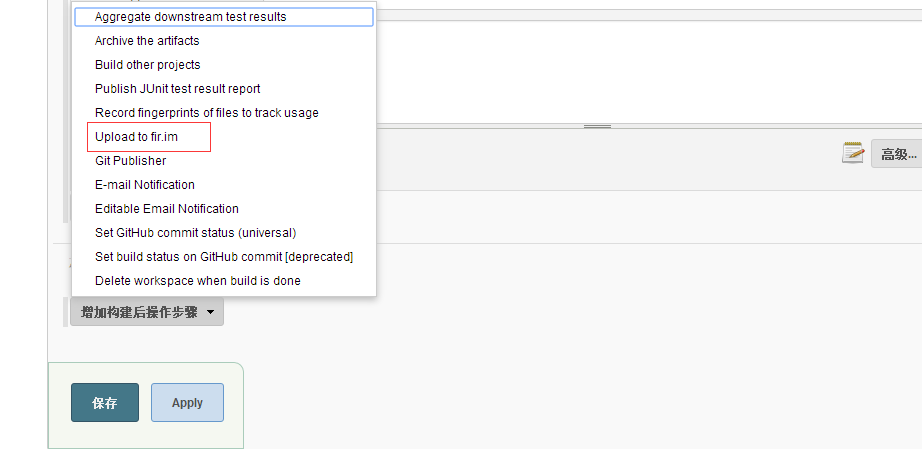 Aggregate downstream test results
Archive the artifacts
Build other projects
Publish JUnit test result report
Record fingerprints of files to track usage
Upload to fir.im
Git Publisher
E-mail Notification
Editable Email Notification
Set GitHub commit status (universal)
Set build status on GitHub commit [deprecated]
Delete workspace when build is done
高级...
增加构建后操作步骤
保存
Apply